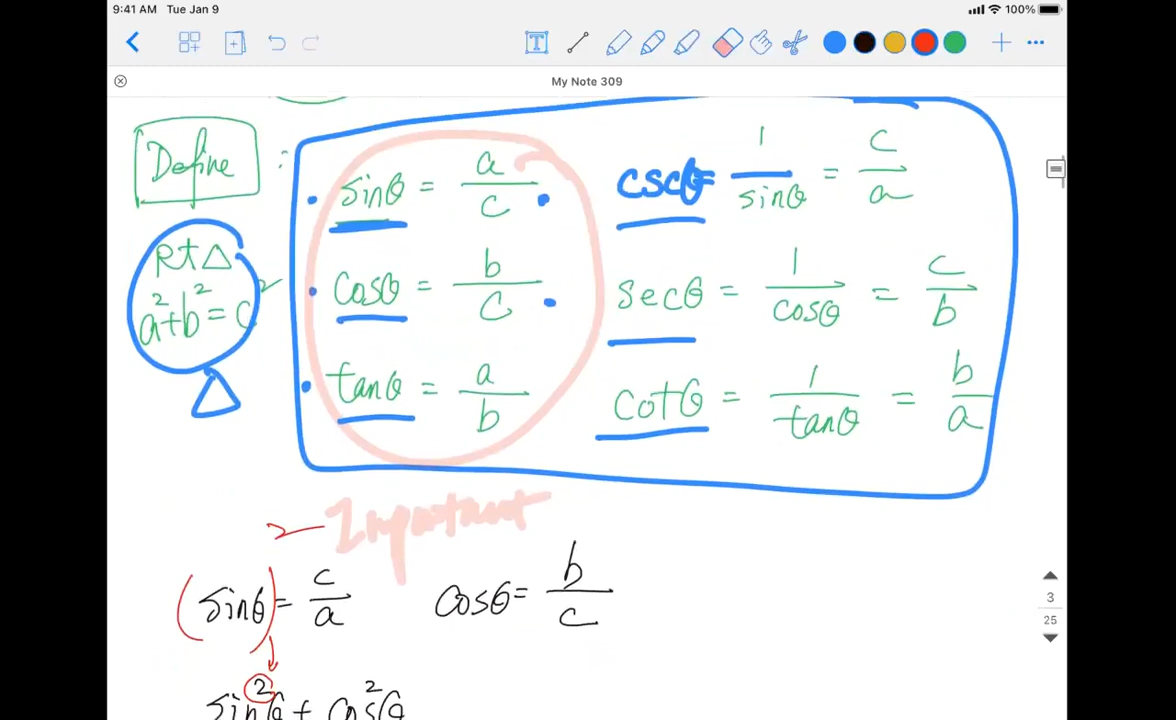 9:41 AM Tue Jan 9 100%
T
My Note 309
Define :
sinθ = a/c cscθ = 1/sinθ = c/a
Rt △
a²+b²=c²
cosθ = b/c secθ = 1/cosθ = c/b
tanθ = a/b cotθ = 1/tanθ = b/a
Important
(sinθ) = c/a cosθ = b/c
3
25
sin²θ + cos²θ